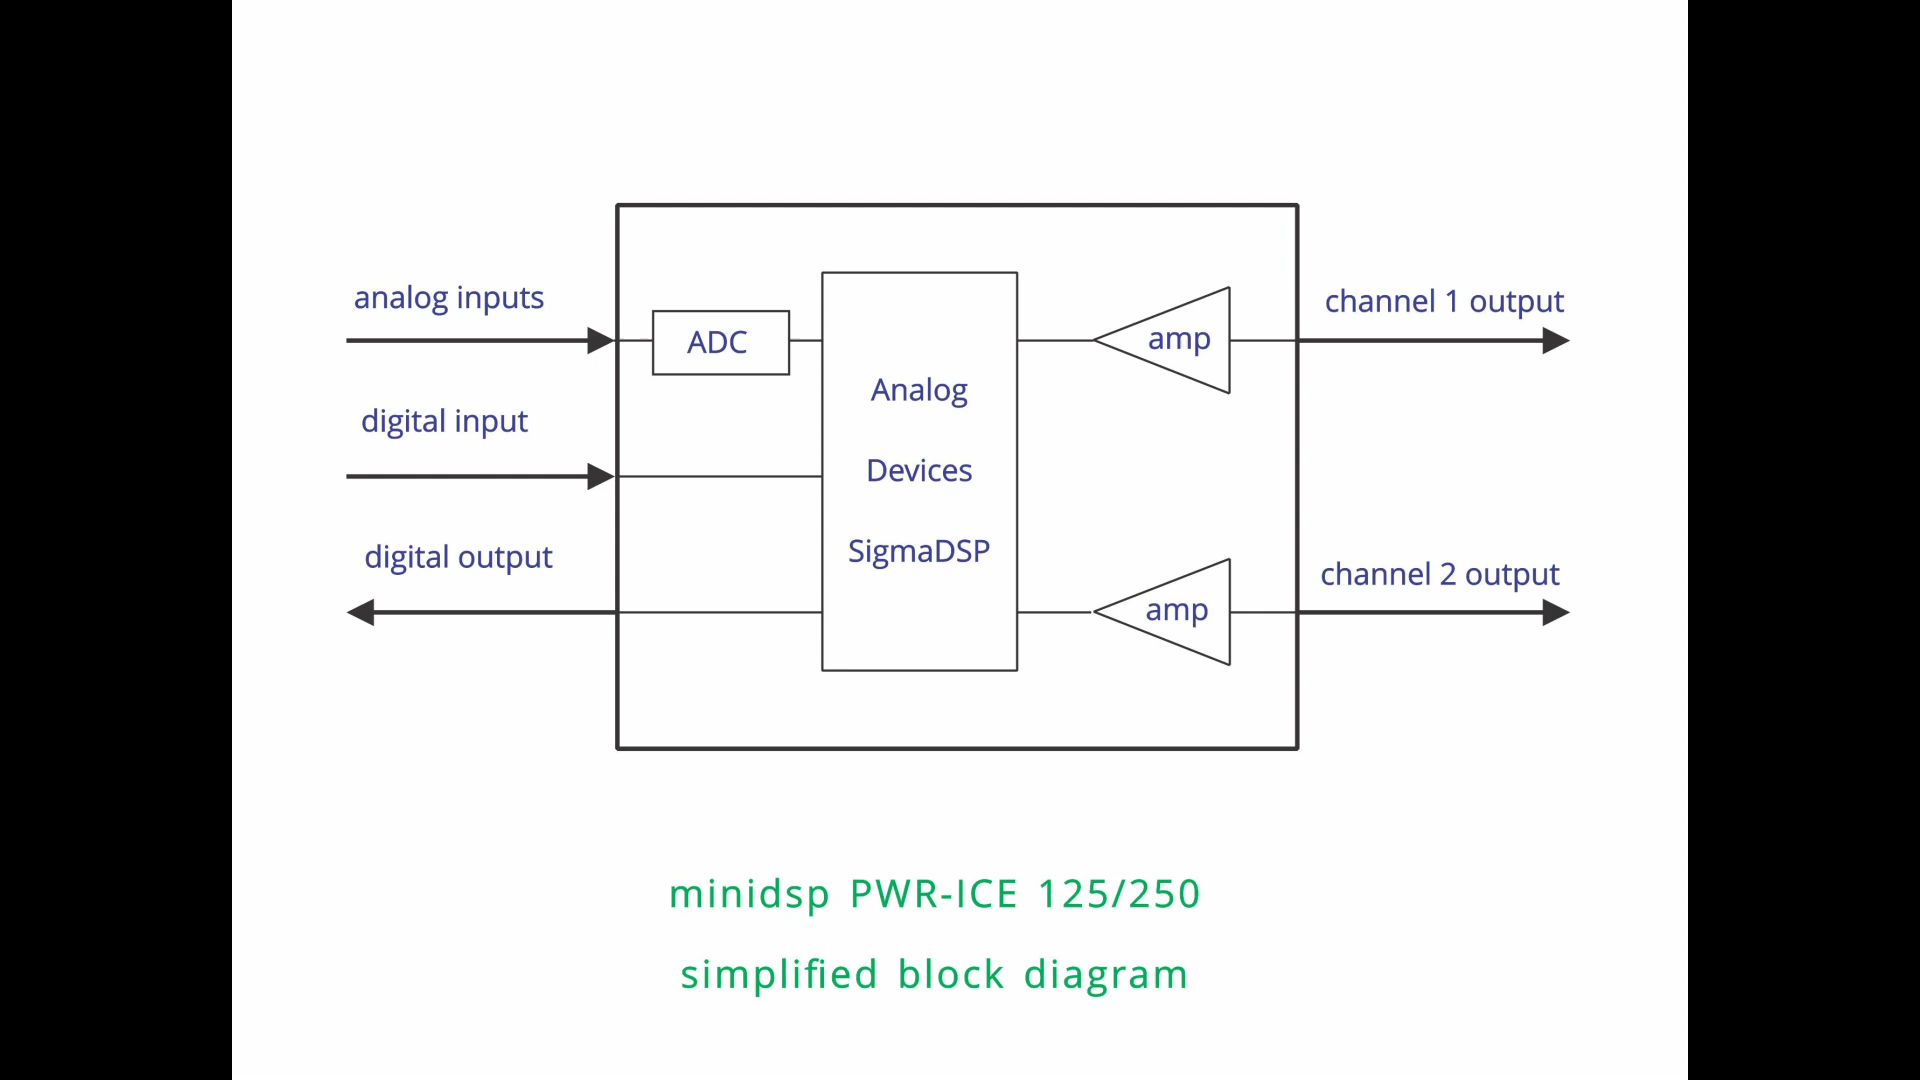 analog inputs
channel 1 output
ADC
amp
Analog
digital input
Devices
digital output
SigmaDSP
channel 2 output
amp
minidsp PWR-ICE 125/250
simplified block diagram